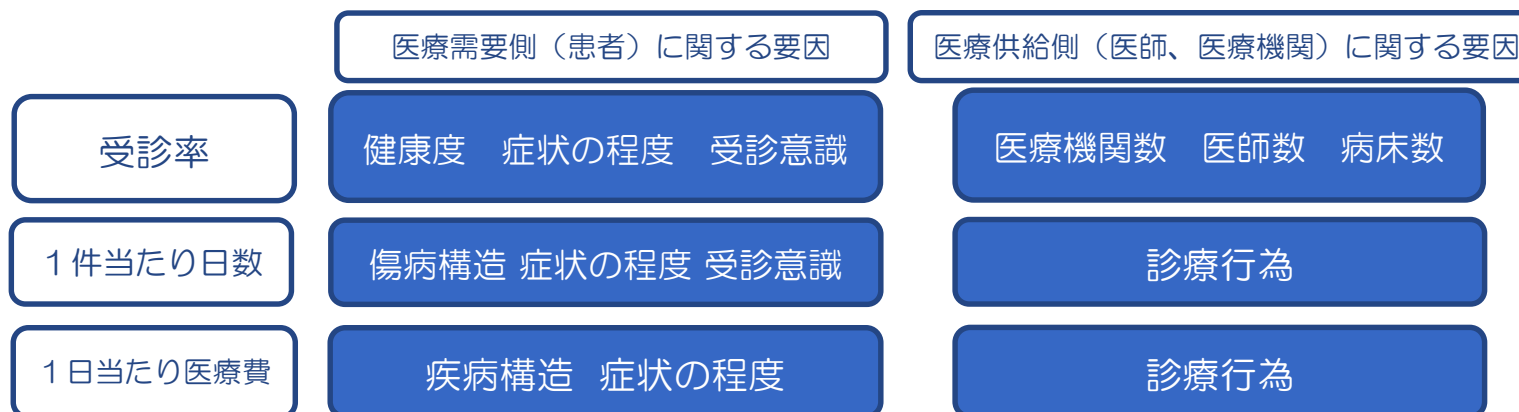 医療需要側（患者）に関する要因
医療供給側（医師、医療機関）に関する要因
受診率
健康度　症状の程度　受診意識
医療機関数　医師数　病床数
１件当たり日数
傷病構造 症状の程度 受診意識
診療行為
１日当たり医療費
疾病構造 症状の程度
診療行為